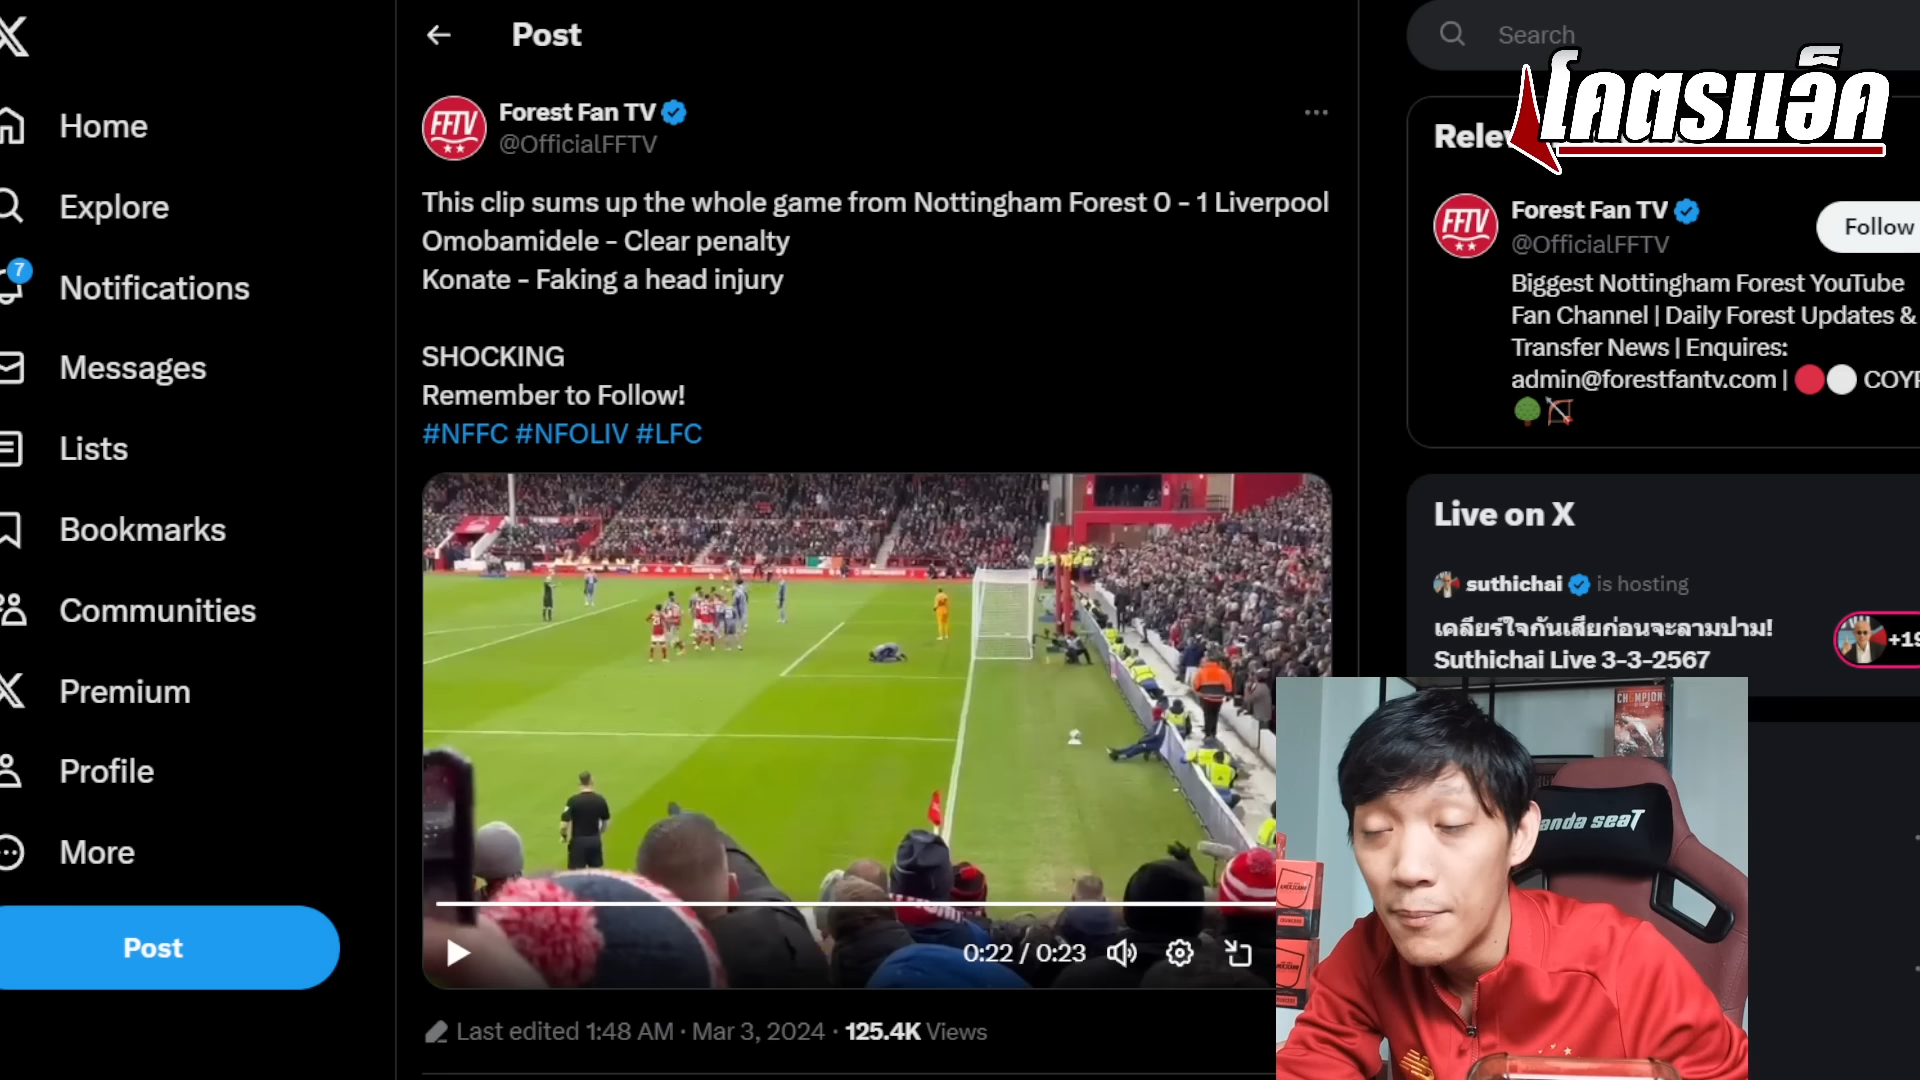 Post
Search
โคตรแอ็ค
Home
Explore
7
Notifications
Messages
Lists
Bookmarks
Communities
Premium
Profile
More
Post
FFTV
Forest Fan TV
@OfficialFFTV
This clip sums up the whole game from Nottingham Forest 0 - 1 Liverpool
Omobamidele - Clear penalty
Konate - Faking a head injury
SHOCKING
Remember to Follow!
#NFFC #NFOLIV #LFC
0:22 / 0:23
Last edited 1:48 AM · Mar 3, 2024 · 125.4K Views
FFTV
Forest Fan TV
@OfficialFFTV
Follow
Biggest Nottingham Forest YouTube
Fan Channel | Daily Forest Updates &
Transfer News | Enquires:
admin@forestfantv.com |
Live on X
suthichai is hosting
เคลียร์ใจกันเสียก่อนจะลามปาม!
Suthichai Live 3-3-2567
anda seaT